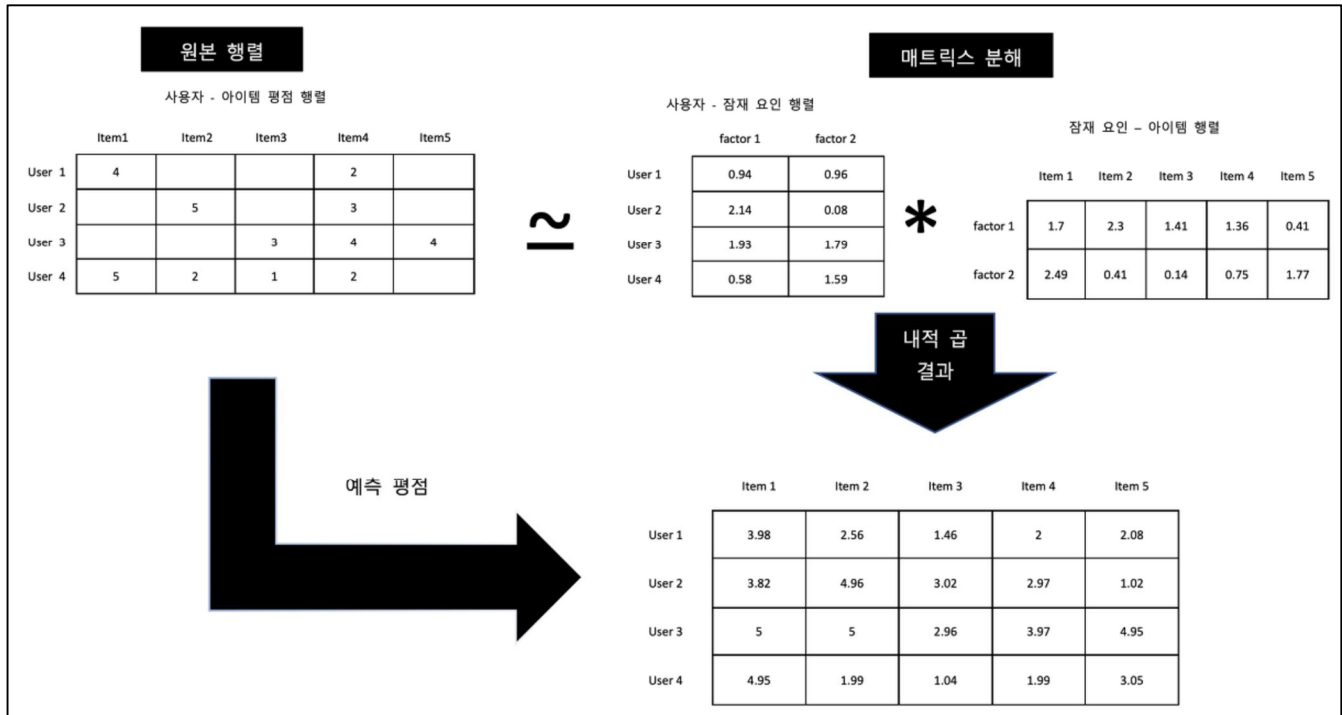 원본 행렬
사용자 - 아이템 평점 행렬
Item1 Item2 Item3 Item4 Item5
User 1 4 2
User 2 5 3
User 3 3 4 4
User 4 5 2 1 2
≃
매트릭스 분해
사용자 - 잠재 요인 행렬
factor 1 factor 2
User 1 0.94 0.96
User 2 2.14 0.08
User 3 1.93 1.79
User 4 0.58 1.59
*
잠재 요인 – 아이템 행렬
Item 1 Item 2 Item 3 Item 4 Item 5
factor 1 1.7 2.3 1.41 1.36 0.41
factor 2 2.49 0.41 0.14 0.75 1.77
내적 곱
결과
예측 평점
Item 1 Item 2 Item 3 Item 4 Item 5
User 1 3.98 2.56 1.46 2 2.08
User 2 3.82 4.96 3.02 2.97 1.02
User 3 5 5 2.96 3.97 4.95
User 4 4.95 1.99 1.04 1.99 3.05